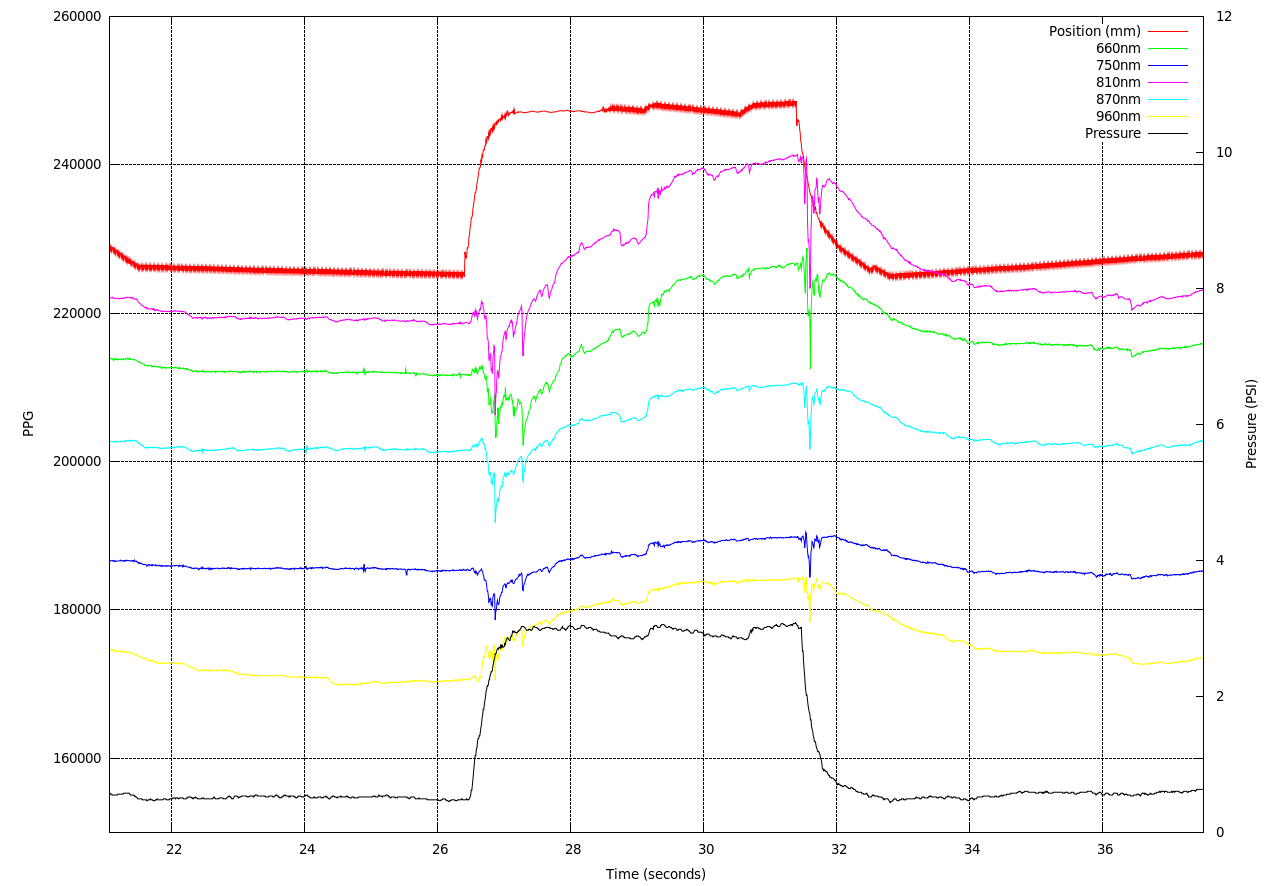 260000
240000
220000
200000
180000
160000
PPG
12
10
8
6
4
2
0
Pressure (PSI)
Position (mm)
660nm
750nm
810nm
870nm
960nm
Pressure
22 24 26 28 30 32 34 36
Time (seconds)